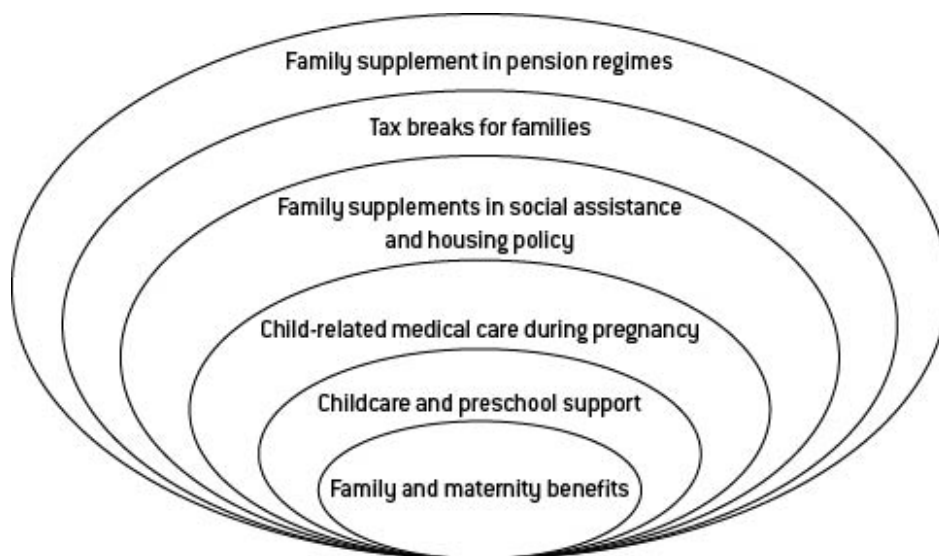 Family supplement in pension regimes
Tax breaks for families
Family supplements in social assistance
and housing policy
Child-related medical care during pregnancy
Childcare and preschool support
Family and maternity benefits